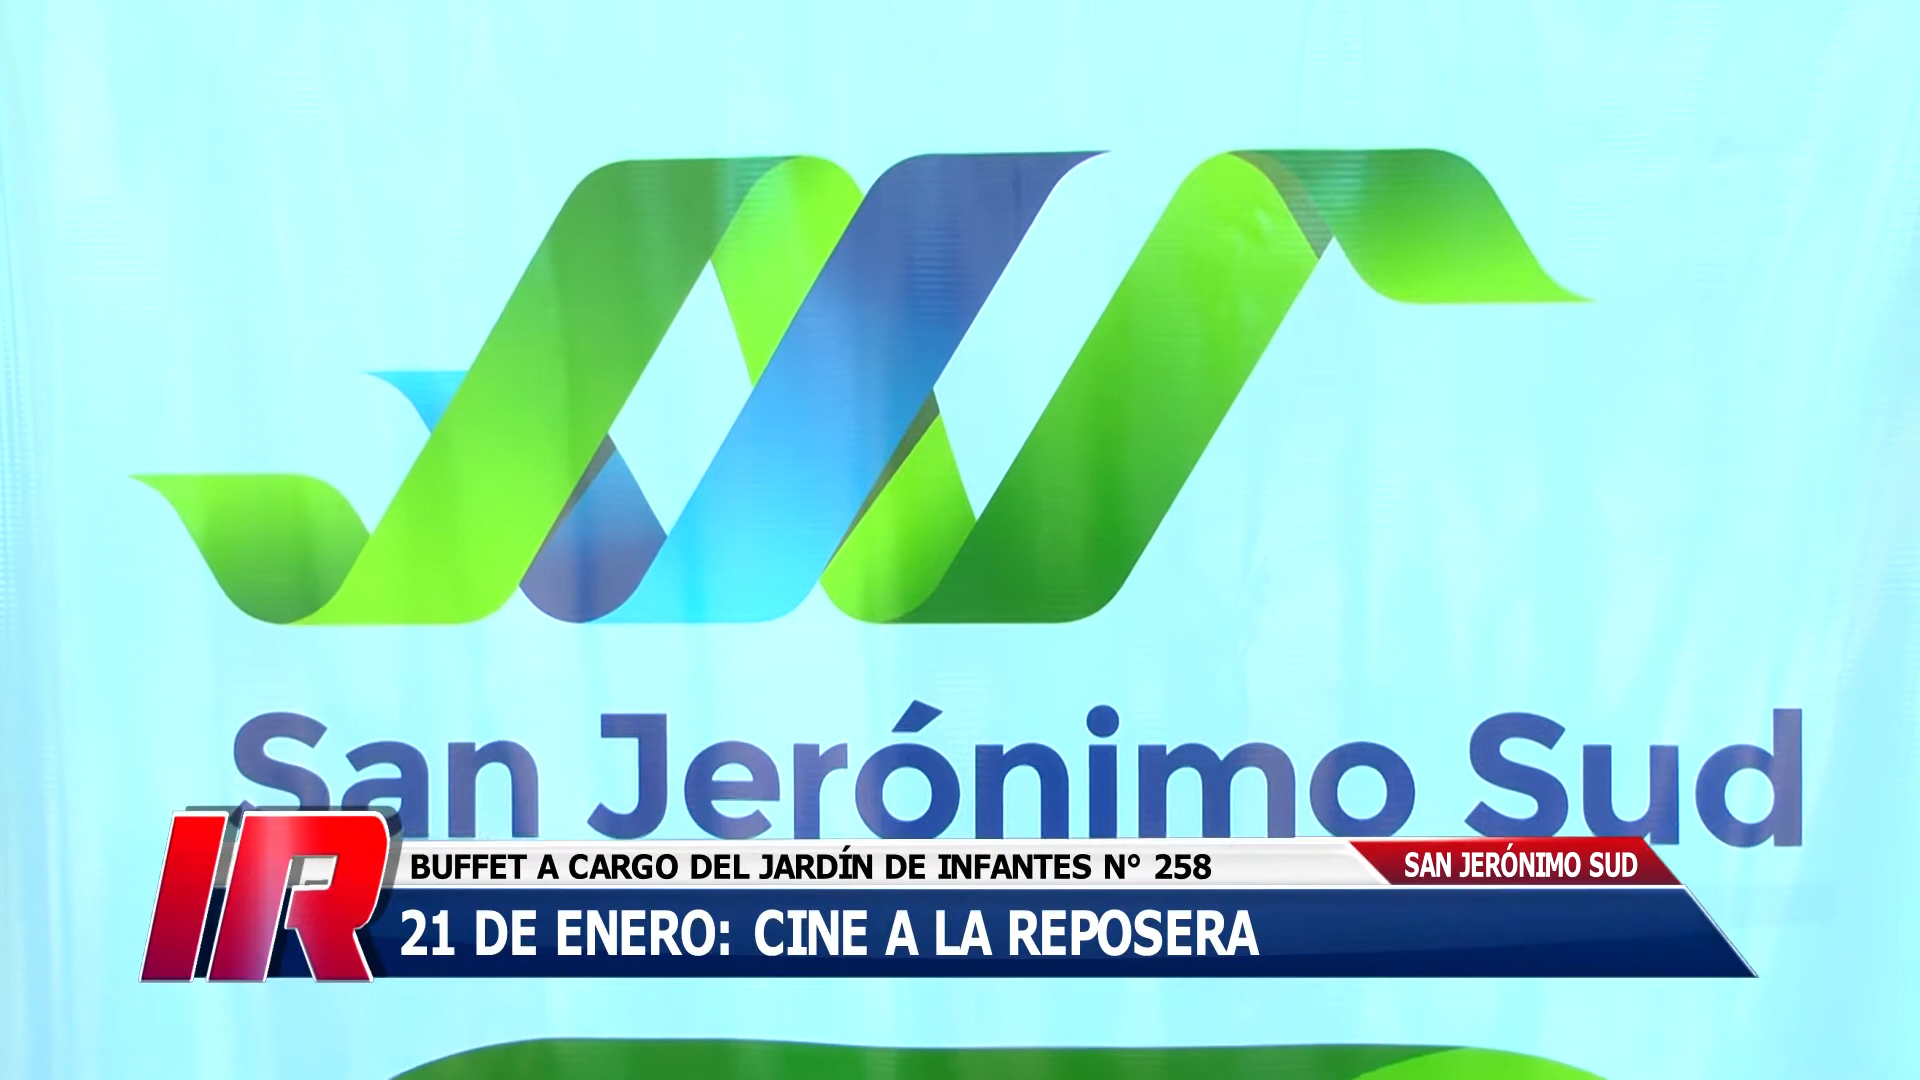 San Jerónimo Sud
IR
BUFFET A CARGO DEL JARDÍN DE INFANTES N° 258
SAN JERÓNIMO SUD
21 DE ENERO: CINE A LA REPOSERA